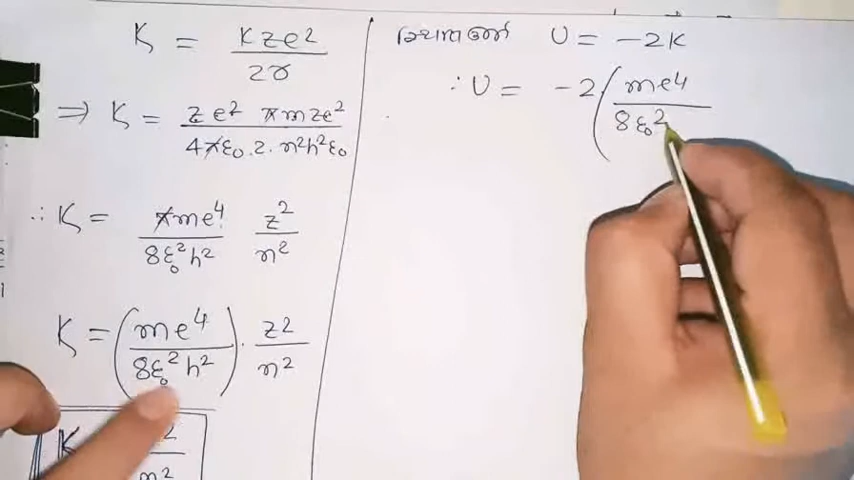 K = KZe² / 2r
⇒ K = Ze² πmZe² / 4πε₀.2.n²h²ε₀
∴ K = πme⁴ / 8ε₀²h² Z² / n²
K = (me⁴ / 8ε₀²h²) . Z² / n²
K
n²
U = -2K
∴ U = -2(me⁴ / 8ε₀²